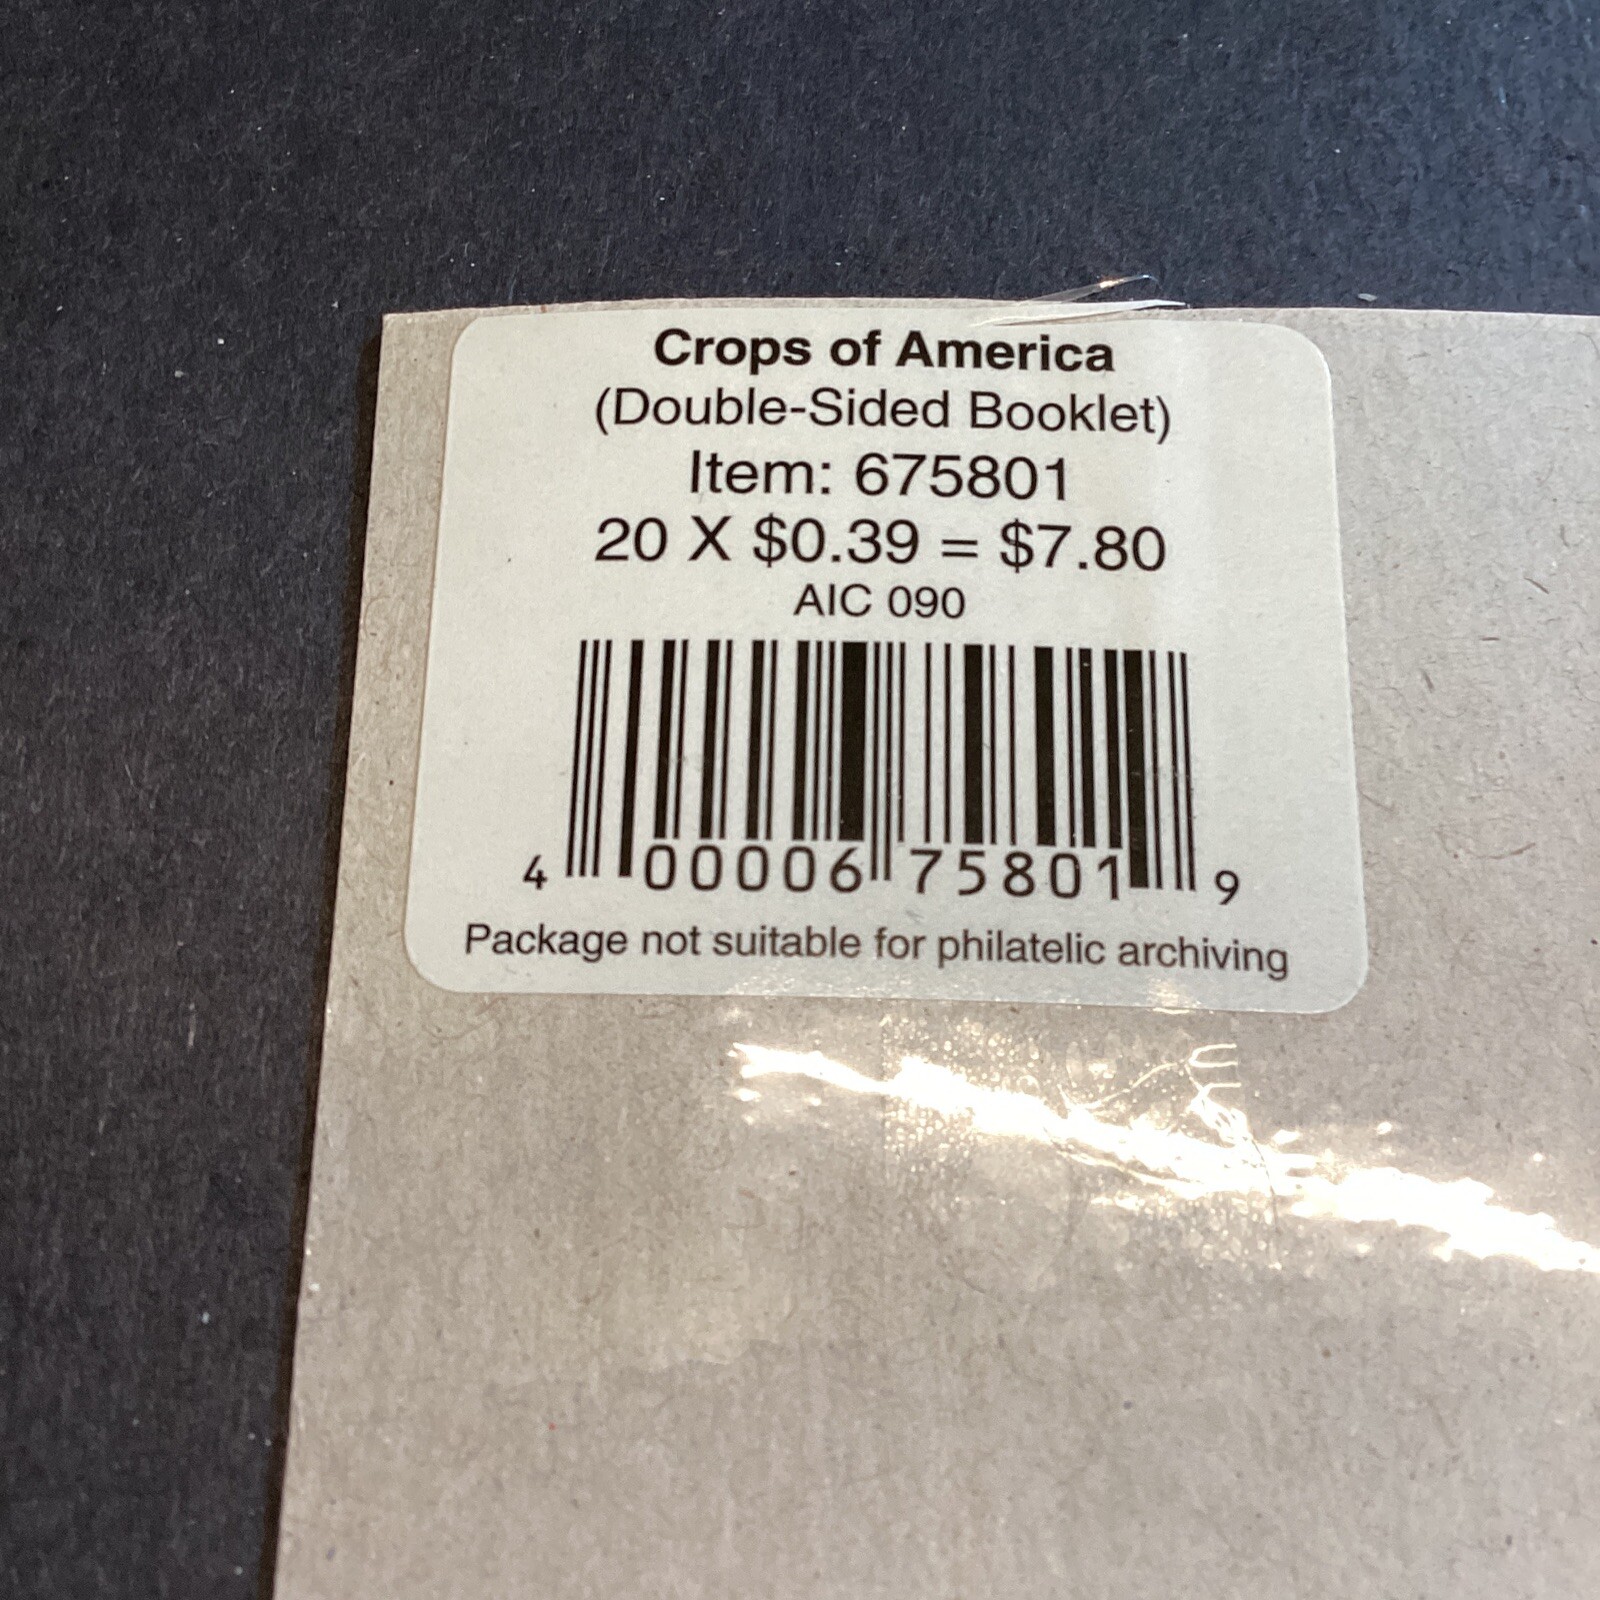 Crops of America
(Double-Sided Booklet)
Item: 675801
20 X $0.39 = $7.80
AIC 090
4 00006 75801 9
Package not suitable for philatelic archiving